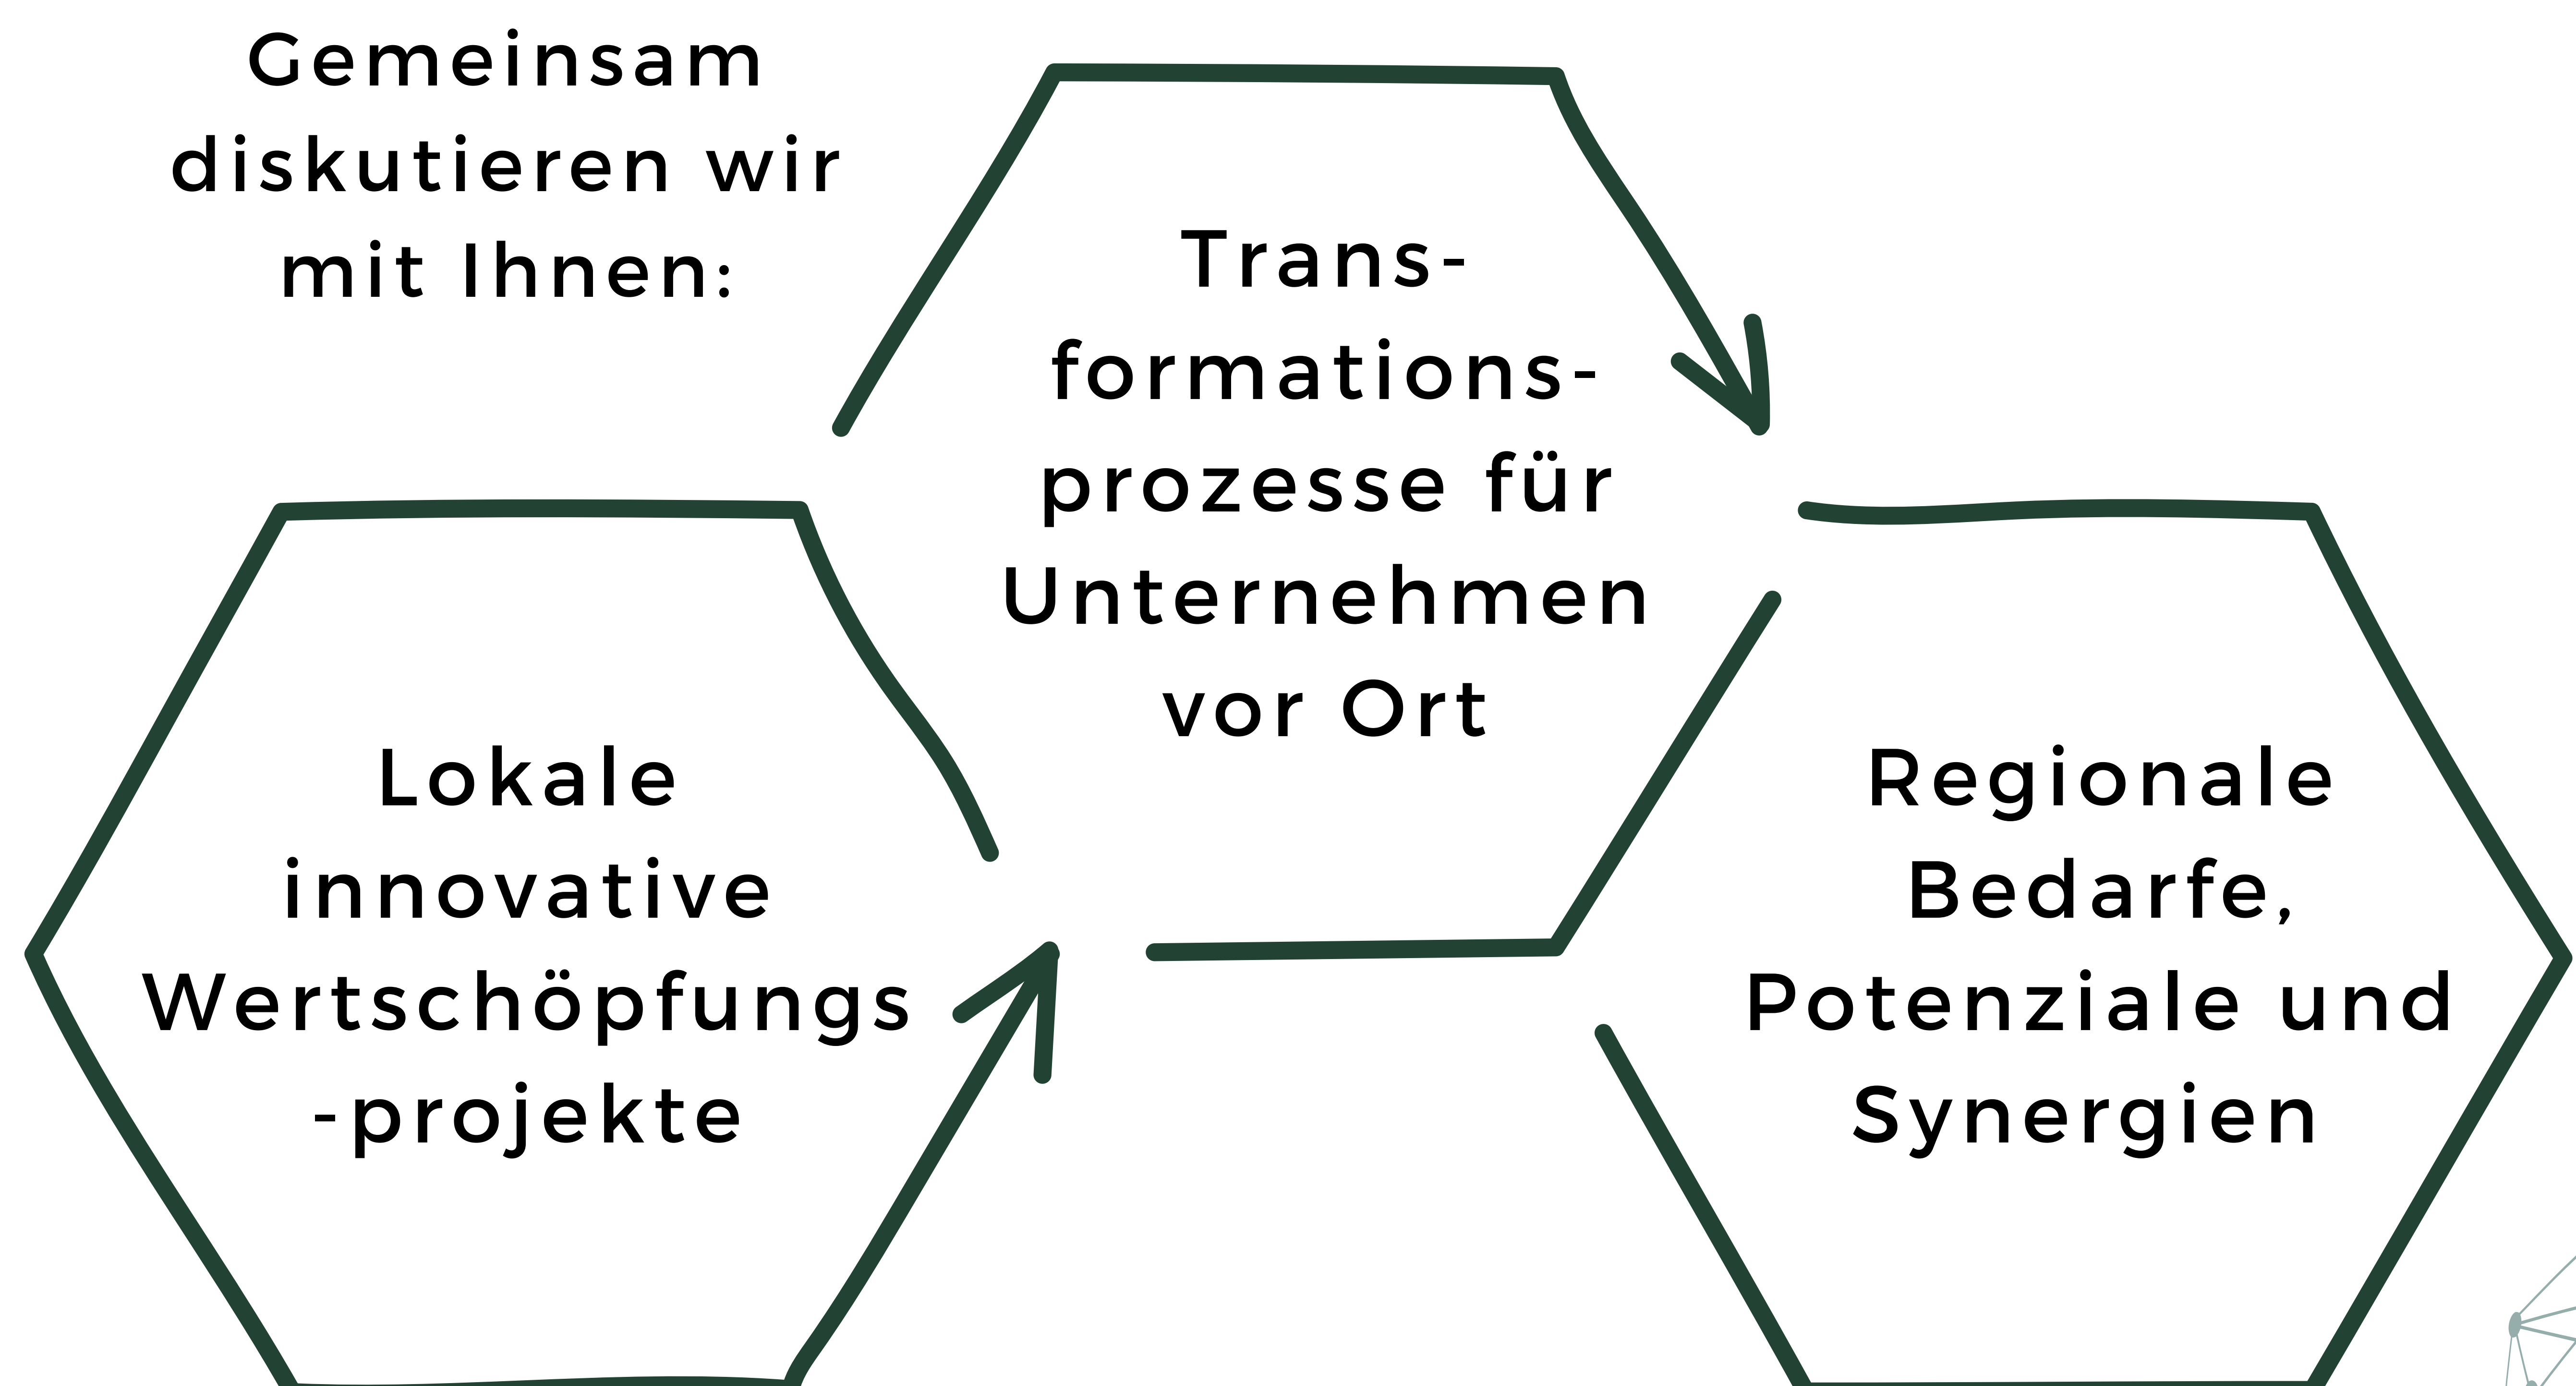 Gemeinsam
diskutieren wir
mit Ihnen:
Trans-
formations-
prozesse für
Unternehmen
vor Ort
Lokale
innovative
Wertschöpfungs
-projekte
Regionale
Bedarfe,
Potenziale und
Synergien